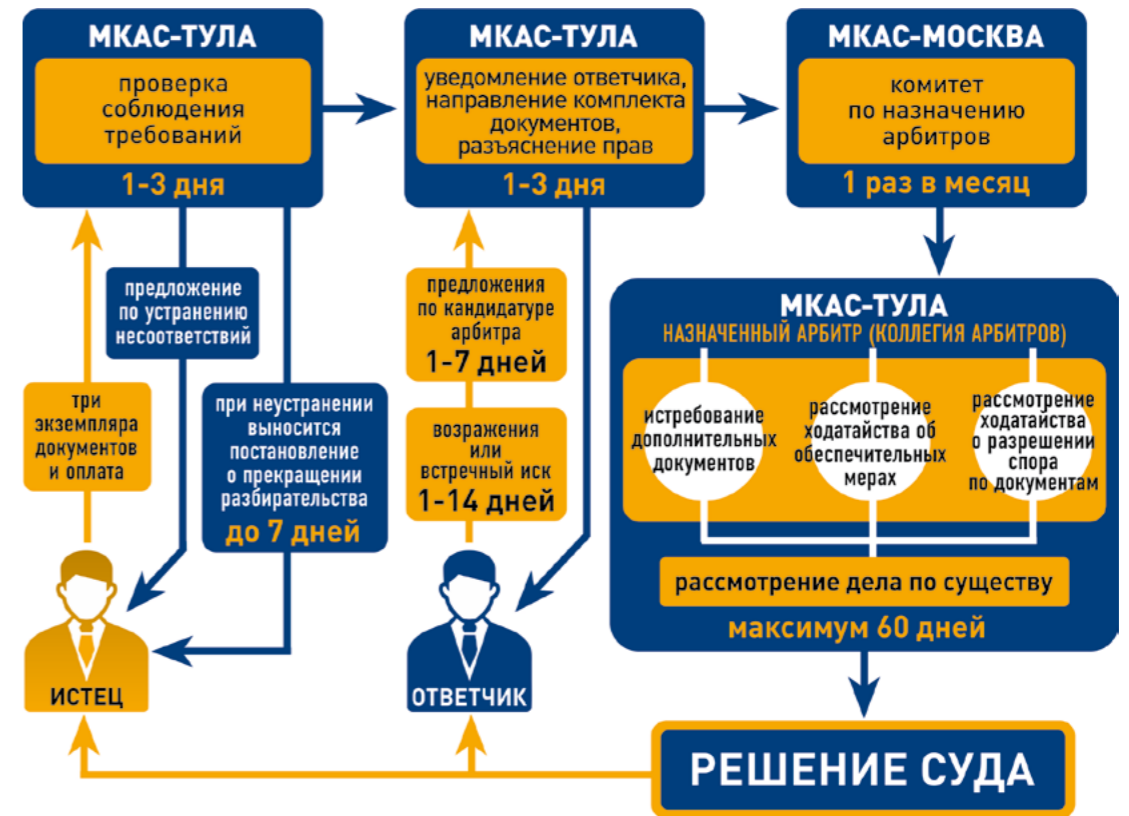 МКАС-ТУЛА
проверка
соблюдения
требований
1-3 дня
МКАС-ТУЛА
уведомление ответчика,
направление комплекта
документов,
разъяснение прав
1-3 дня
МКАС-МОСКВА
комитет
по назначению
арбитров
1 раз в месяц
предложение
по устранению
несоответствий
три
экземпляра
документов
и оплата
при неустранении
выносится
постановление
о прекращении
разбирательства
до 7 дней
предложения
по кандидатуре
арбитра
1-7 дней
возражения
или
встречный иск
1-14 дней
МКАС-ТУЛА
НАЗНАЧЕННЫЙ АРБИТР (КОЛЛЕГИЯ АРБИТРОВ)
истребование
дополнительных
документов
рассмотрение
ходатайства об
обеспечительных
мерах
рассмотрение
ходатайства
о разрешении
спора
по документам
рассмотрение дела по существу
максимум 60 дней
ИСТЕЦ
ОТВЕТЧИК
РЕШЕНИЕ СУДА